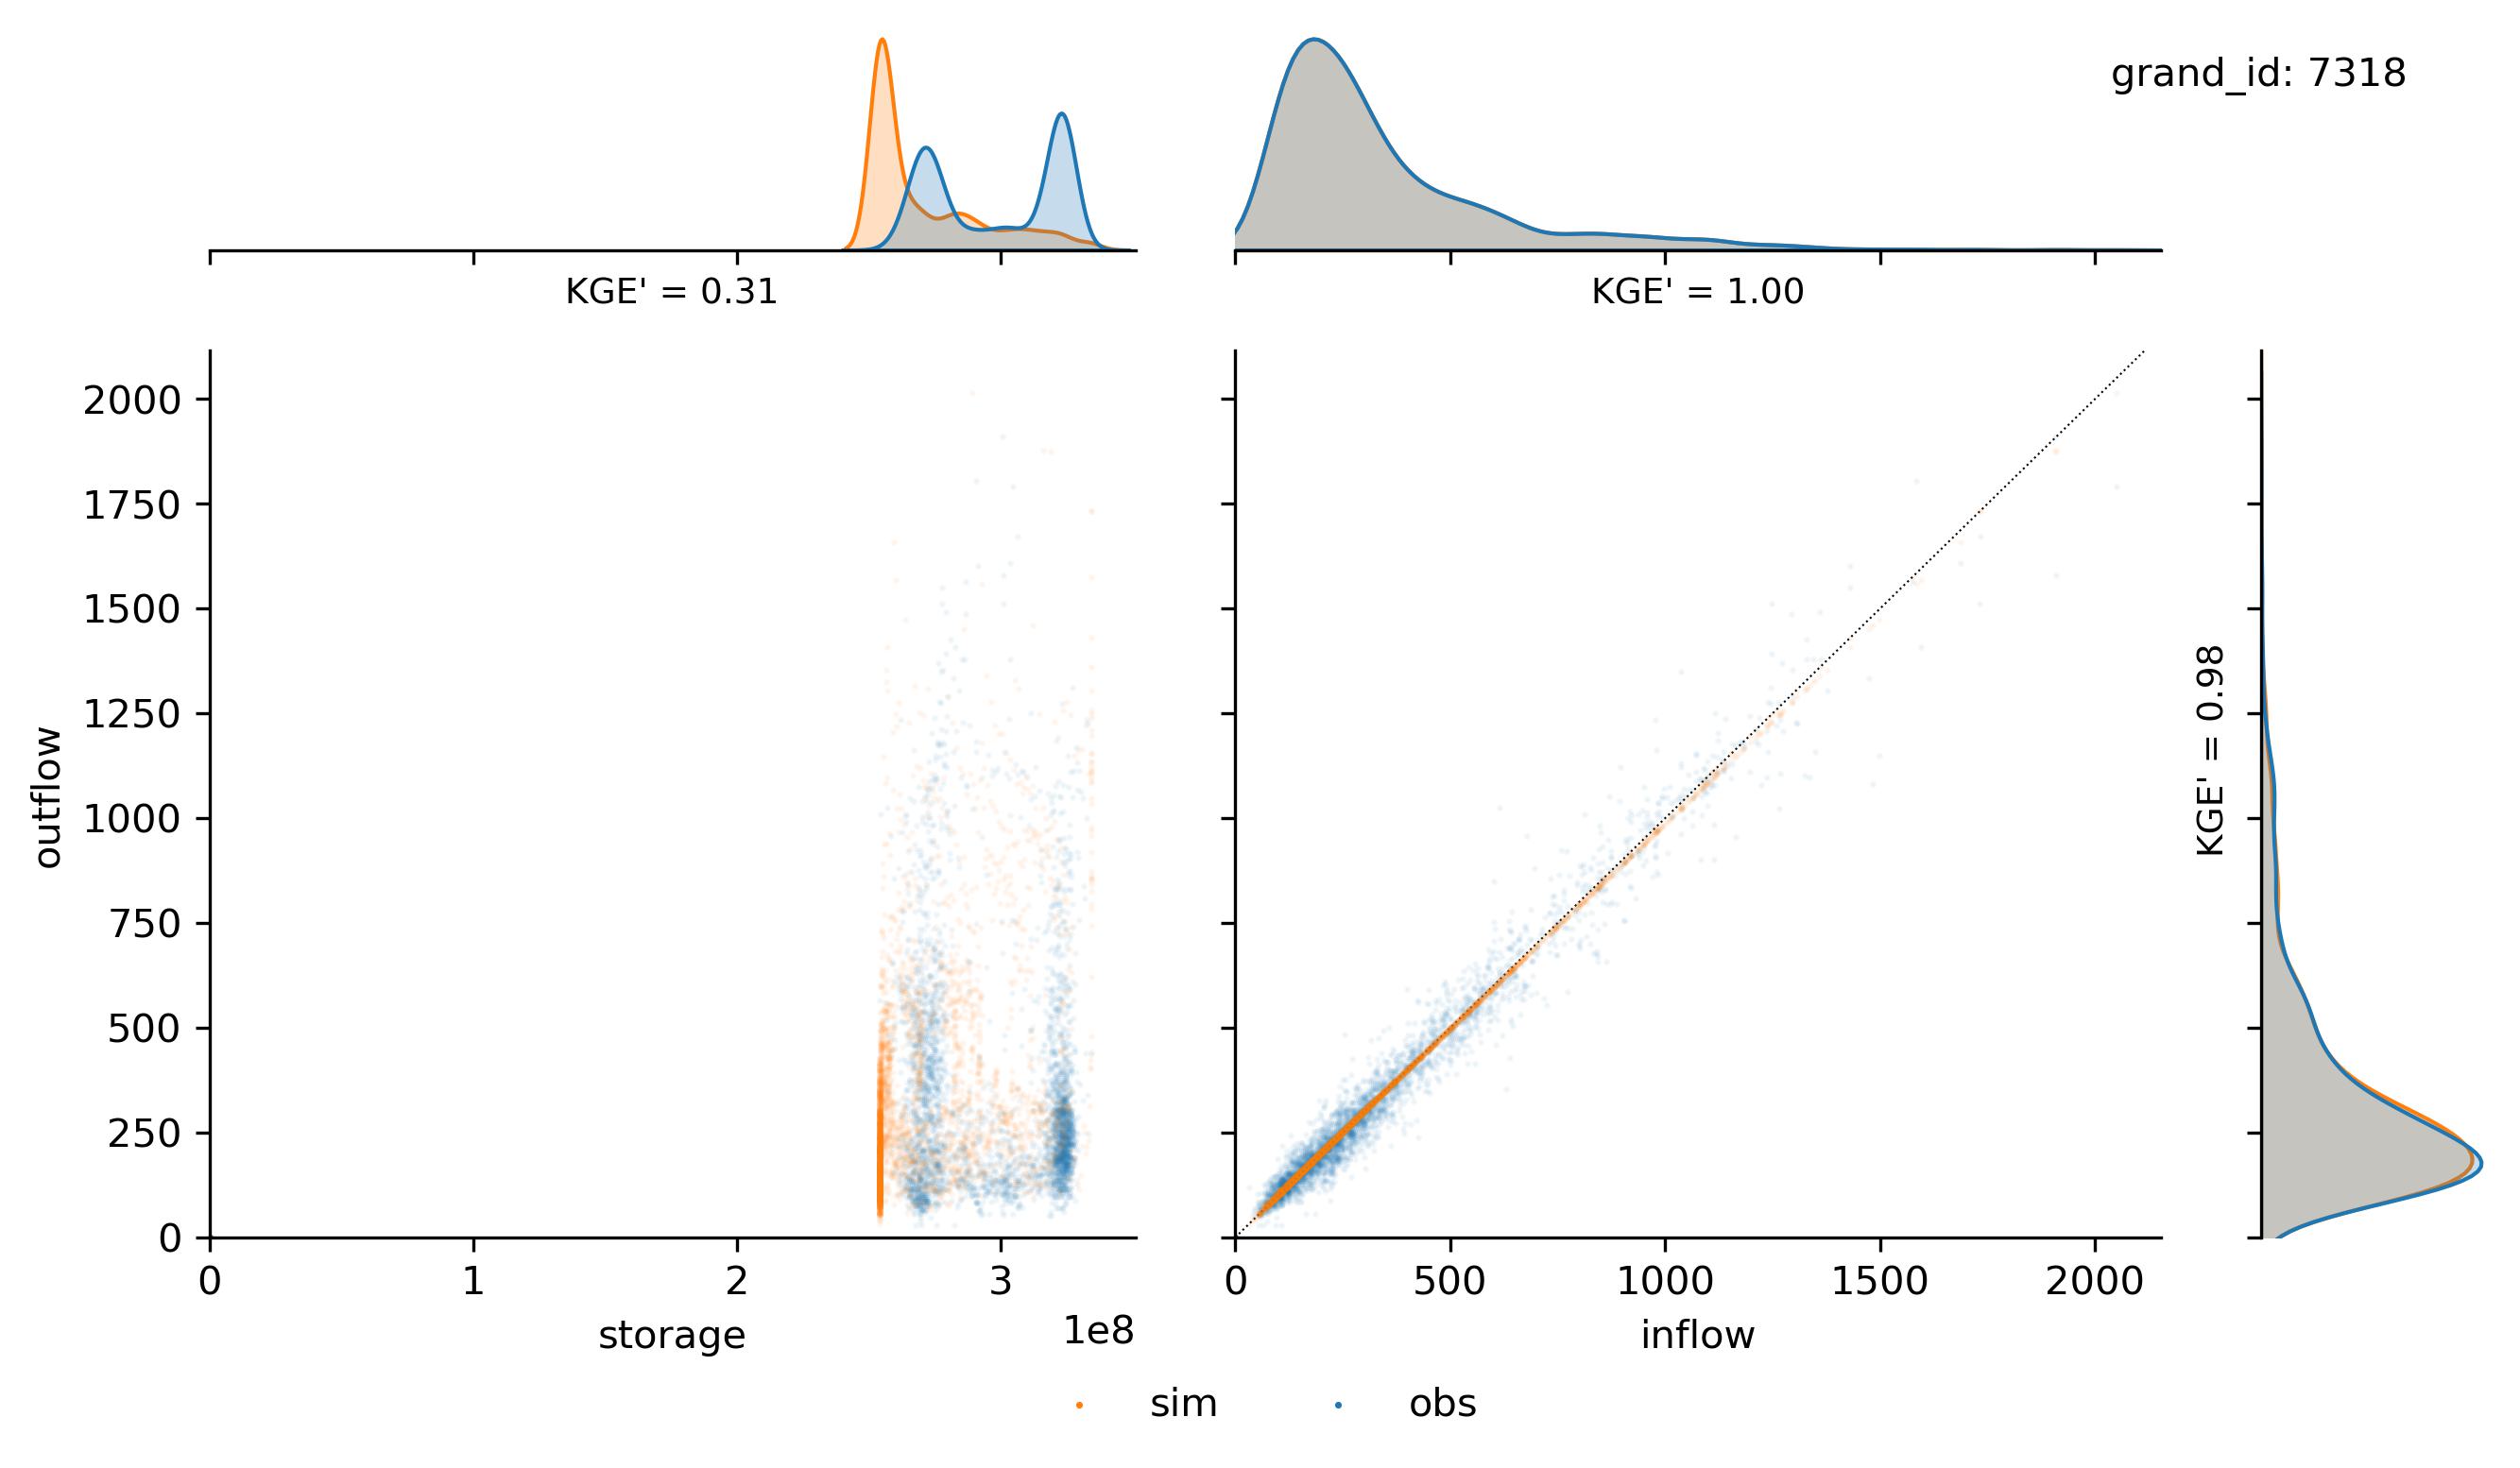 grand_id: 7318
KGE' = 0.31
KGE' = 1.00
2000
1750
1500
1250
1000
750
500
250
0
outflow
KGE' = 0.98
0 1 2 3
0 500 1000 1500 2000
storage
1e8
inflow
sim
obs